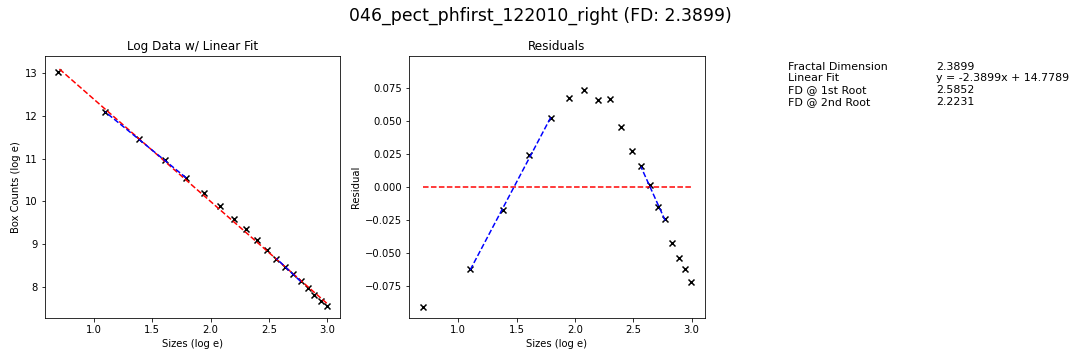 046_pect_phfirst_122010_right (FD: 2.3899)
Log Data w/ Linear Fit
Box Counts (log e)
13
12
11
10
9
8
1.0 1.5 2.0 2.5 3.0
Sizes (log e)
Residuals
Residual
0.075
0.050
0.025
0.000
−0.025
−0.050
−0.075
1.0 1.5 2.0 2.5 3.0
Sizes (log e)
Fractal Dimension 2.3899
Linear Fit y = -2.3899x + 14.7789
FD @ 1st Root 2.5852
FD @ 2nd Root 2.2231